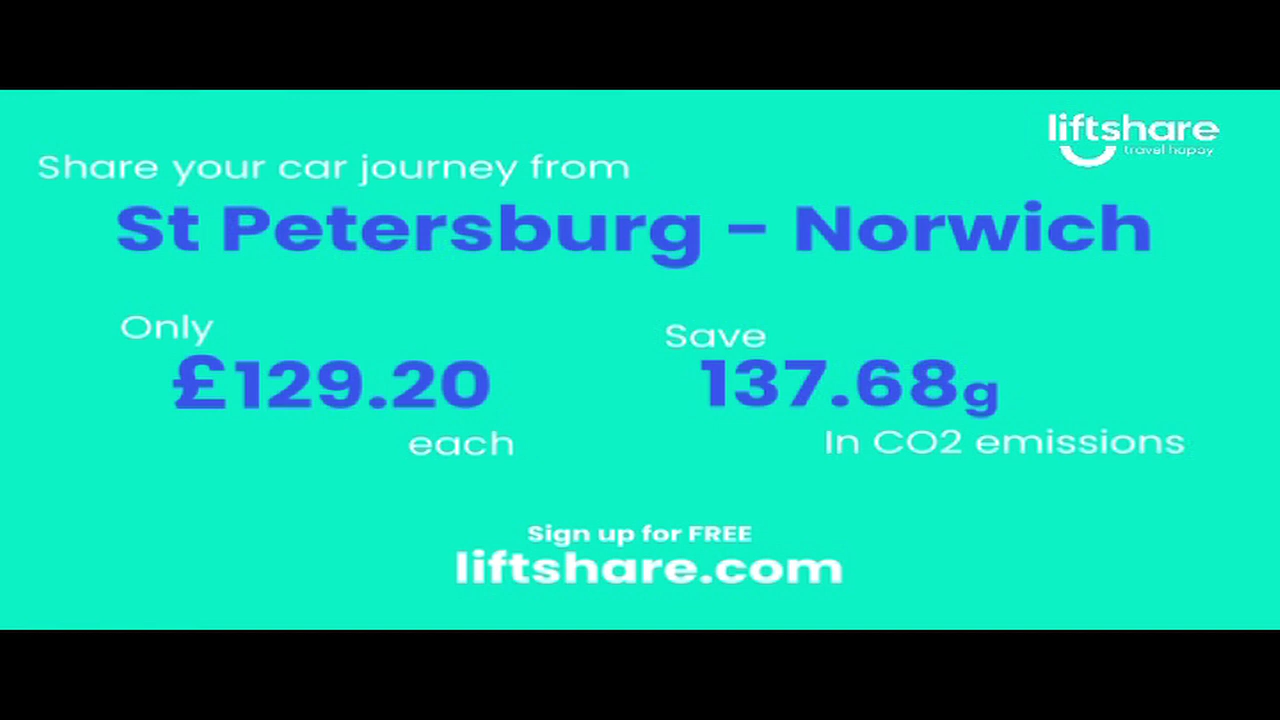 liftshare
travel happy
Share your car journey from
St Petersburg - Norwich
Only
£129.20
each
Save
137.68g
In CO2 emissions
Sign up for FREE
liftshare.com